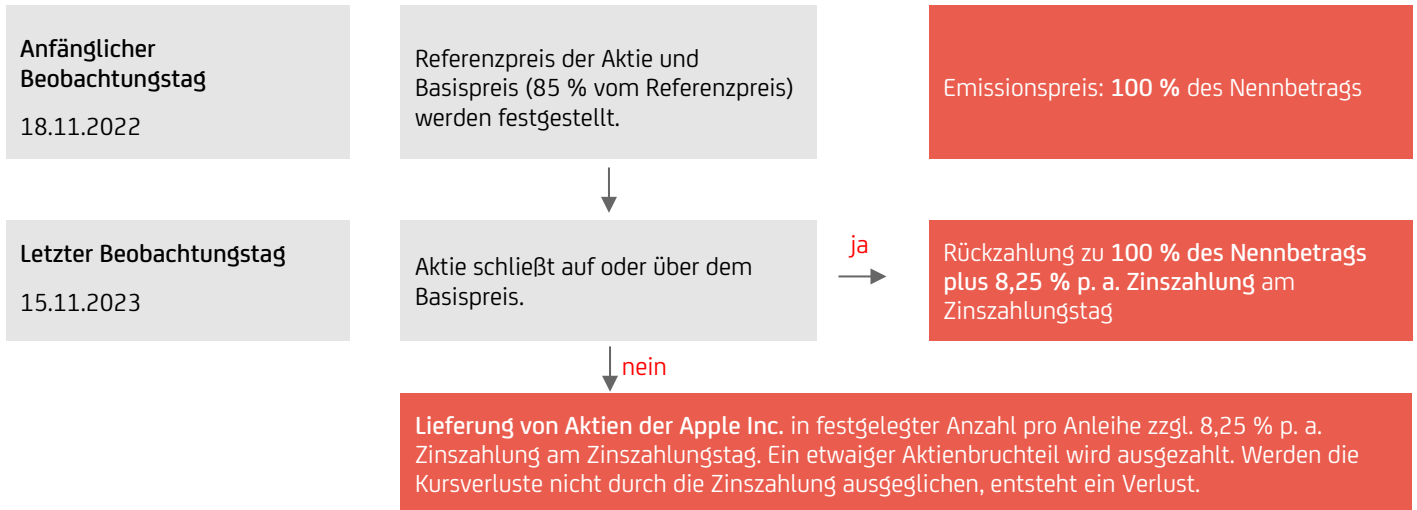 Anfänglicher
Beobachtungstag
18.11.2022
Referenzpreis der Aktie und
Basispreis (85 % vom Referenzpreis)
werden festgestellt.
Emissionspreis: 100 % des Nennbetrags
Letzter Beobachtungstag
15.11.2023
Aktie schließt auf oder über dem
Basispreis.
ja
Rückzahlung zu 100 % des Nennbetrags
plus 8,25 % p. a. Zinszahlung am
Zinszahlungstag
nein
Lieferung von Aktien der Apple Inc. in festgelegter Anzahl pro Anleihe zzgl. 8,25 % p. a.
Zinszahlung am Zinszahlungstag. Ein etwaiger Aktienbruchteil wird ausgezahlt. Werden die
Kursverluste nicht durch die Zinszahlung ausgeglichen, entsteht ein Verlust.